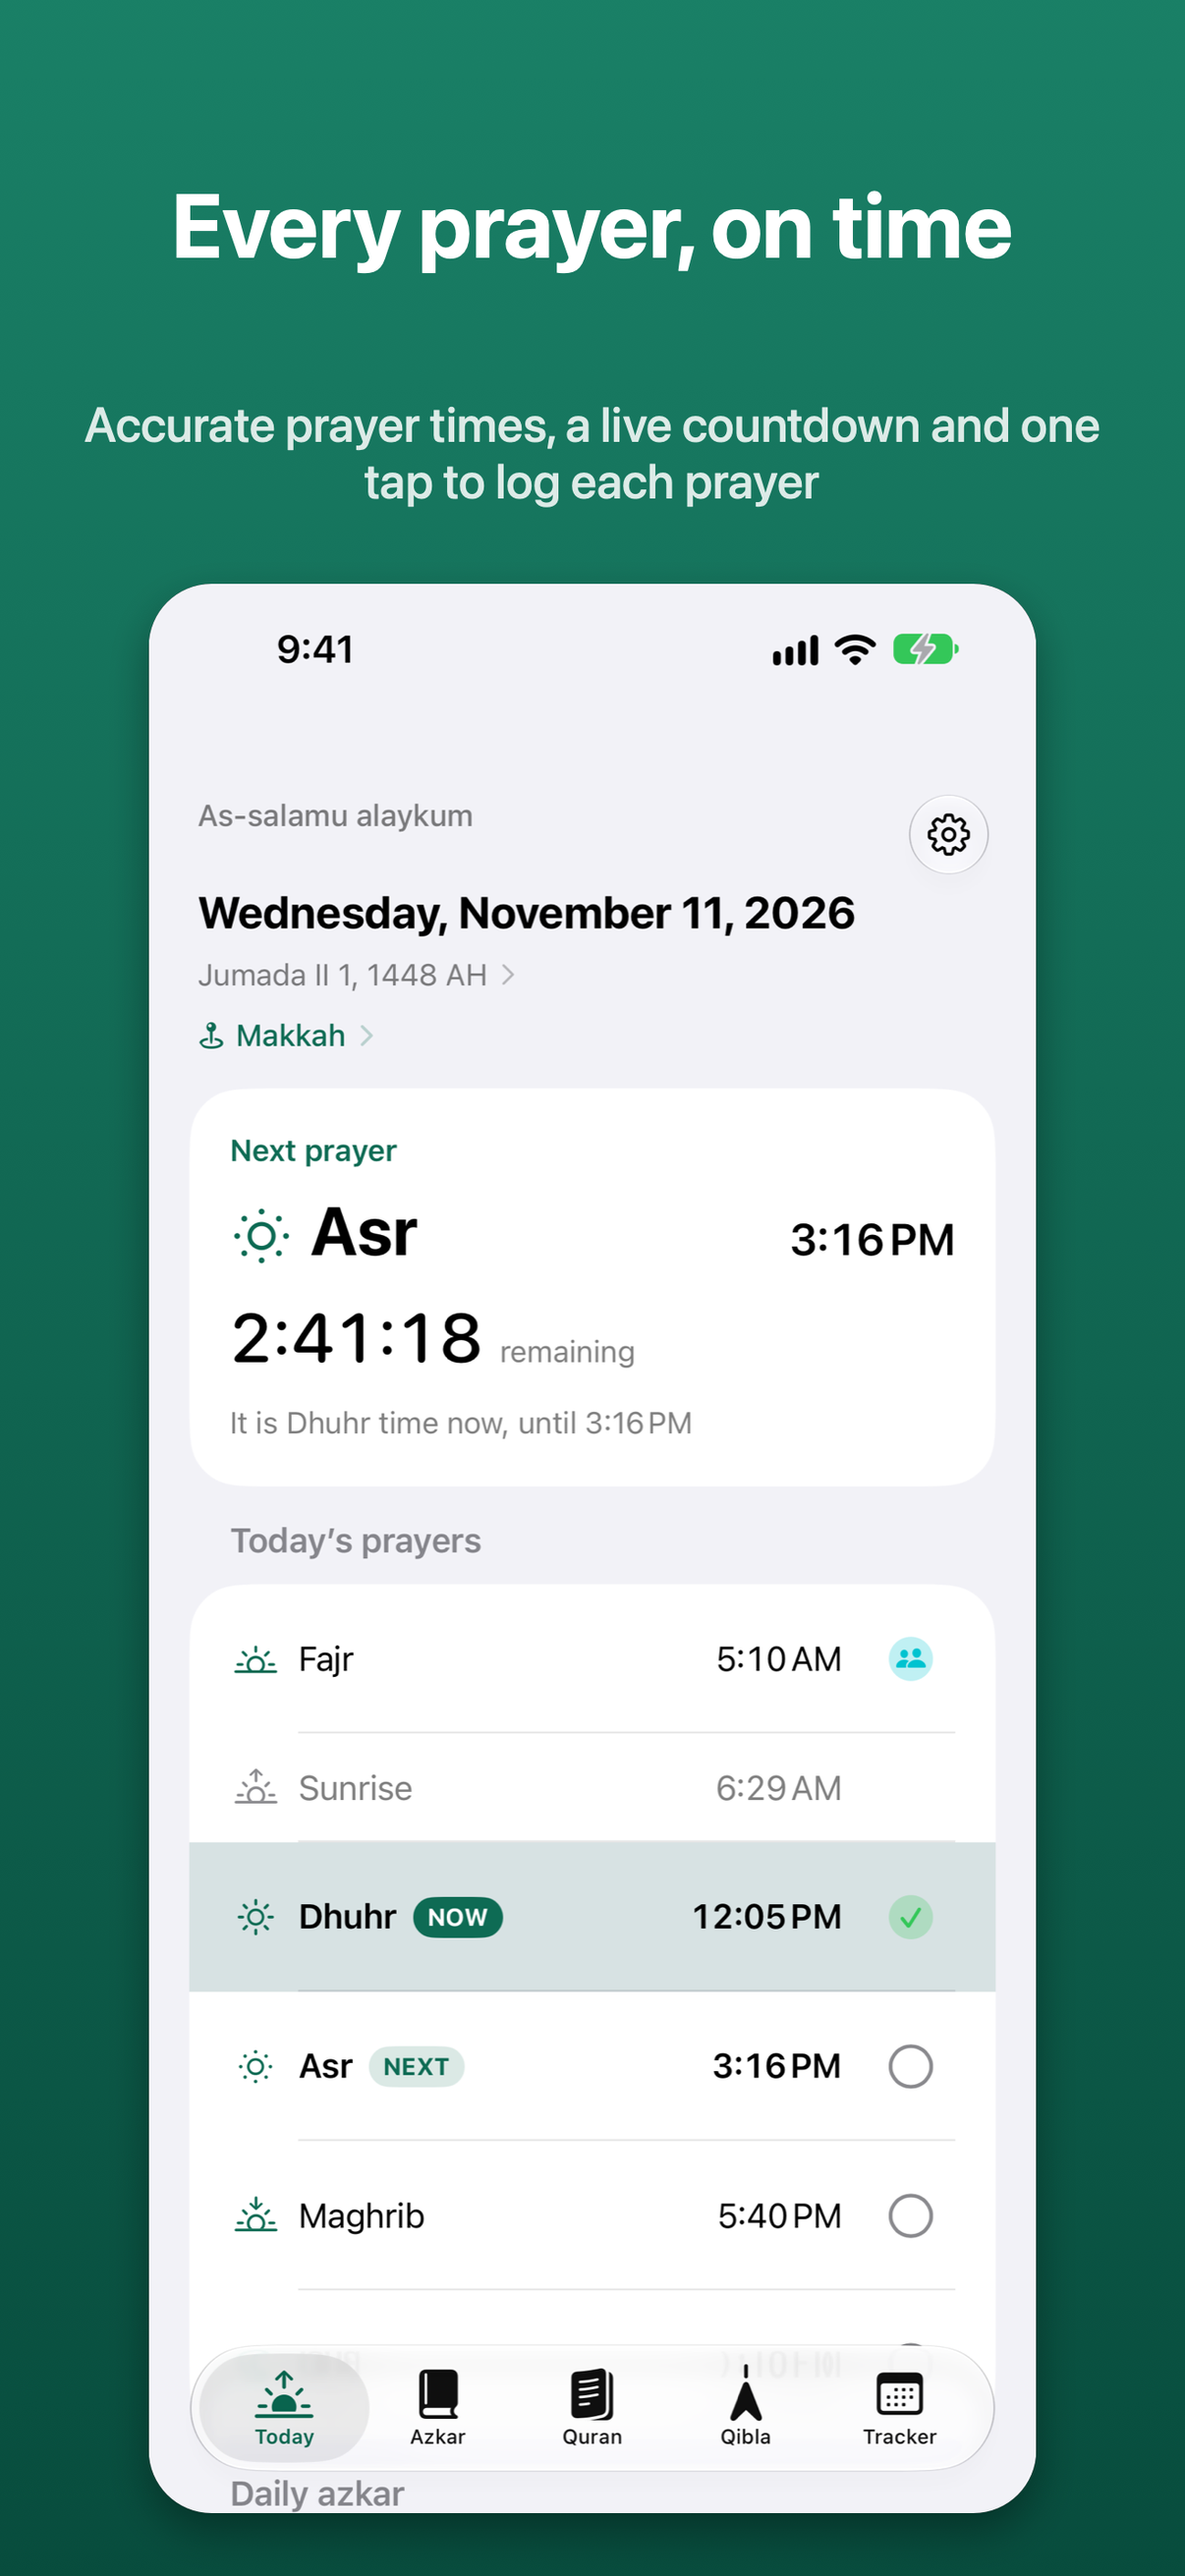 Every prayer, on time
Accurate prayer times, a live countdown and one
tap to log each prayer
9:41
As-salamu alaykum
Wednesday, November 11, 2026
Jumada II 1, 1448 AH
Makkah
Next prayer
Asr 3:16 PM
2:41:18 remaining
It is Dhuhr time now, until 3:16 PM
Today’s prayers
Fajr 5:10 AM
Sunrise 6:29 AM
Dhuhr NOW 12:05 PM
Asr NEXT 3:16 PM
Maghrib 5:40 PM
Today Azkar Quran Qibla Tracker
Daily azkar